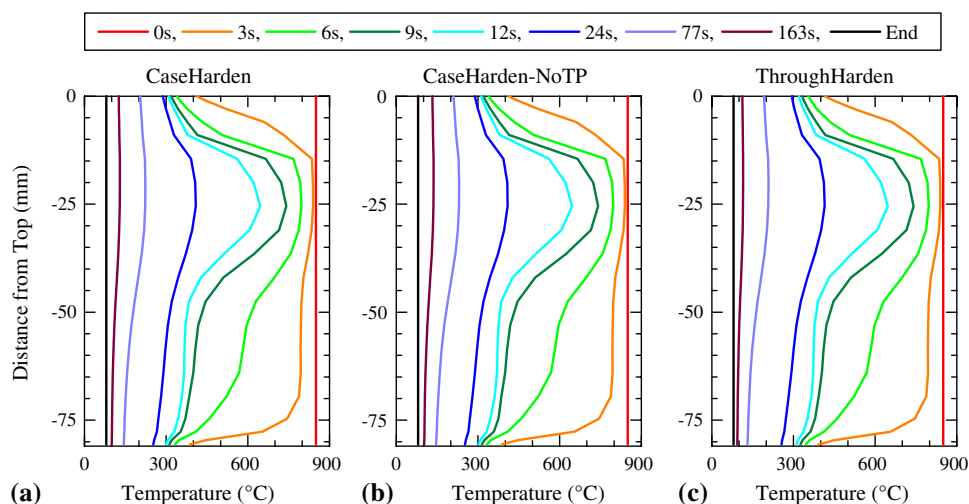 0s, 3s, 6s, 9s, 12s, 24s, 77s, 163s, End
CaseHarden CaseHarden-NoTP ThroughHarden
Distance from Top (mm)
0 0 0
-25 -25 -25
-50 -50 -50
-75 -75 -75
0 300 600 900 0 300 600 900 0 300 600 900
(a) Temperature (°C) (b) Temperature (°C) (c) Temperature (°C)